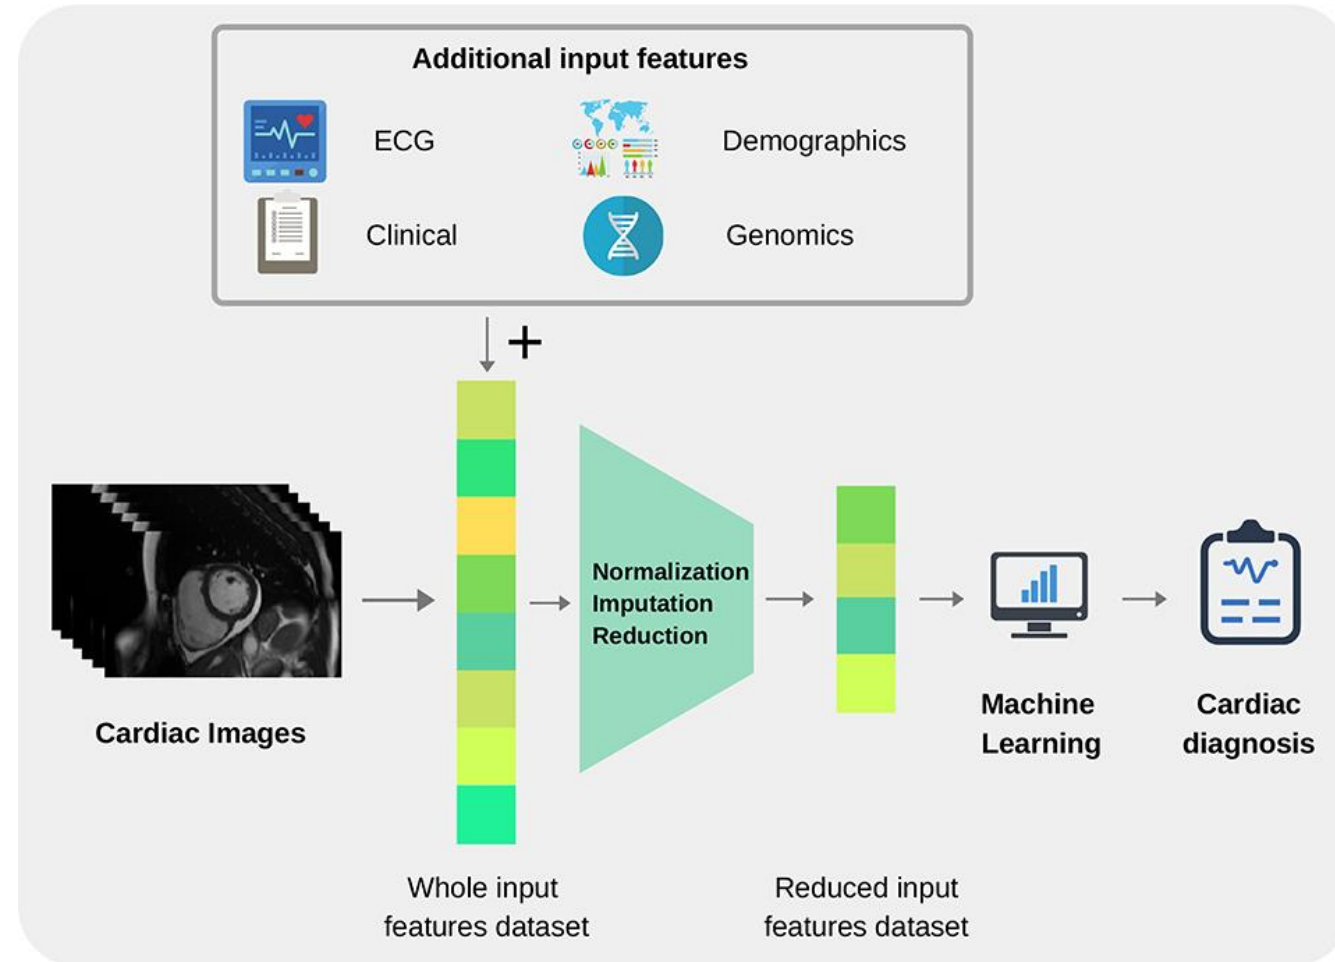 Additional input features
ECG
Demographics
Clinical
Genomics
+
Normalization
Imputation
Reduction
Cardiac Images
Machine
Learning
Cardiac
diagnosis
Whole input
features dataset
Reduced input
features dataset